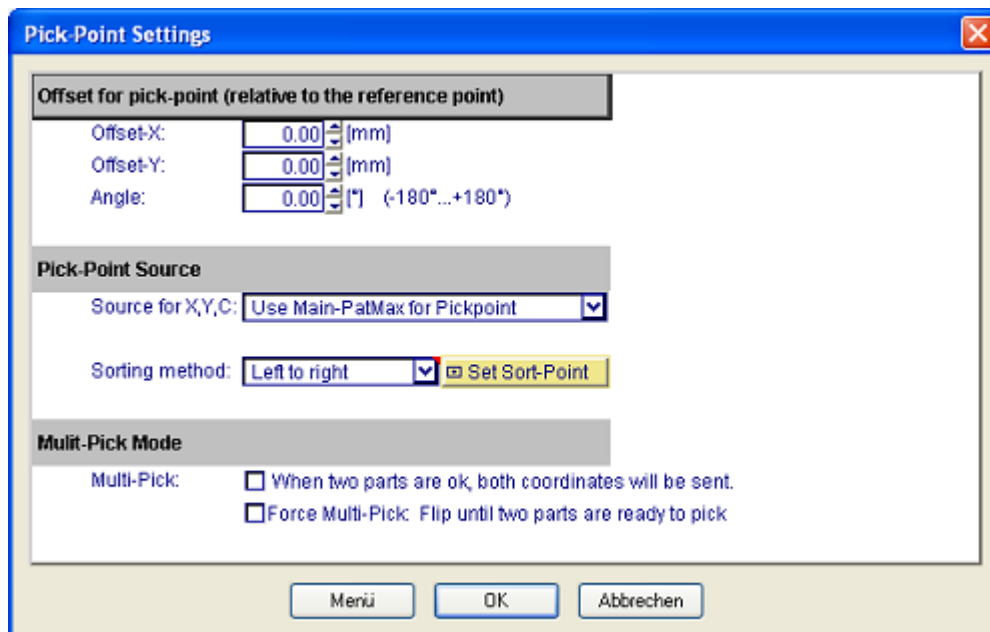 Pick-Point Settings
Offset for pick-point (relative to the reference point)
Offset-X: 0.00 [mm]
Offset-Y: 0.00 [mm]
Angle: 0.00 [°] (-180°...+180°)
Pick-Point Source
Source for X,Y,C: Use Main-PatMax for Pickpoint
Sorting method: Left to right Set Sort-Point
Mulit-Pick Mode
Multi-Pick: When two parts are ok, both coordinates will be sent.
Force Multi-Pick: Flip until two parts are ready to pick
Menü OK Abbrechen